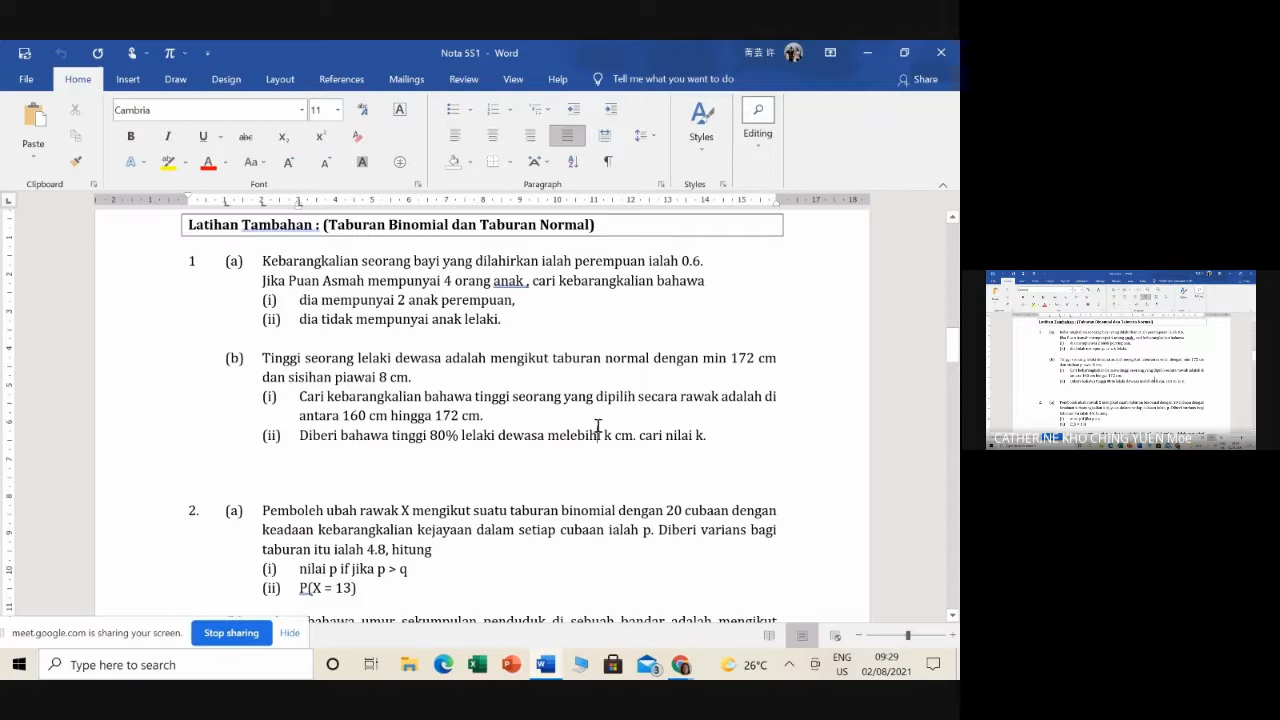 Nota 5S1 - Word
菁芸 许
File Home Insert Draw Design Layout References Mailings Review View Help Tell me what you want to do Share
Cambria 11
Paste
Styles
Editing
Clipboard Font Paragraph Styles
Latihan Tambahan : (Taburan Binomial dan Taburan Normal)
1 (a) Kebarangkalian seorang bayi yang dilahirkan ialah perempuan ialah 0.6.
Jika Puan Asmah mempunyai 4 orang anak , cari kebarangkalian bahawa
(i) dia mempunyai 2 anak perempuan,
(ii) dia tidak mempunyai anak lelaki.
(b) Tinggi seorang lelaki dewasa adalah mengikut taburan normal dengan min 172 cm
dan sisihan piawai 8 cm.
(i) Cari kebarangkalian bahawa tinggi seorang yang dipilih secara rawak adalah di
antara 160 cm hingga 172 cm.
(ii) Diberi bahawa tinggi 80% lelaki dewasa melebihi k cm. cari nilai k.
2. (a) Pemboleh ubah rawak X mengikut suatu taburan binomial dengan 20 cubaan dengan
keadaan kebarangkalian kejayaan dalam setiap cubaan ialah p. Diberi varians bagi
taburan itu ialah 4.8, hitung
(i) nilai p if jika p > q
(ii) P(X = 13)
bahawa umur sekumpulan penduduk di sebuah bandar adalah mengikut
meet.google.com is sharing your screen. Stop sharing Hide
Type here to search
3
26°C
ENG
US
09:29
02/08/2021
CATHERINE KHO CHING YUEN Moe